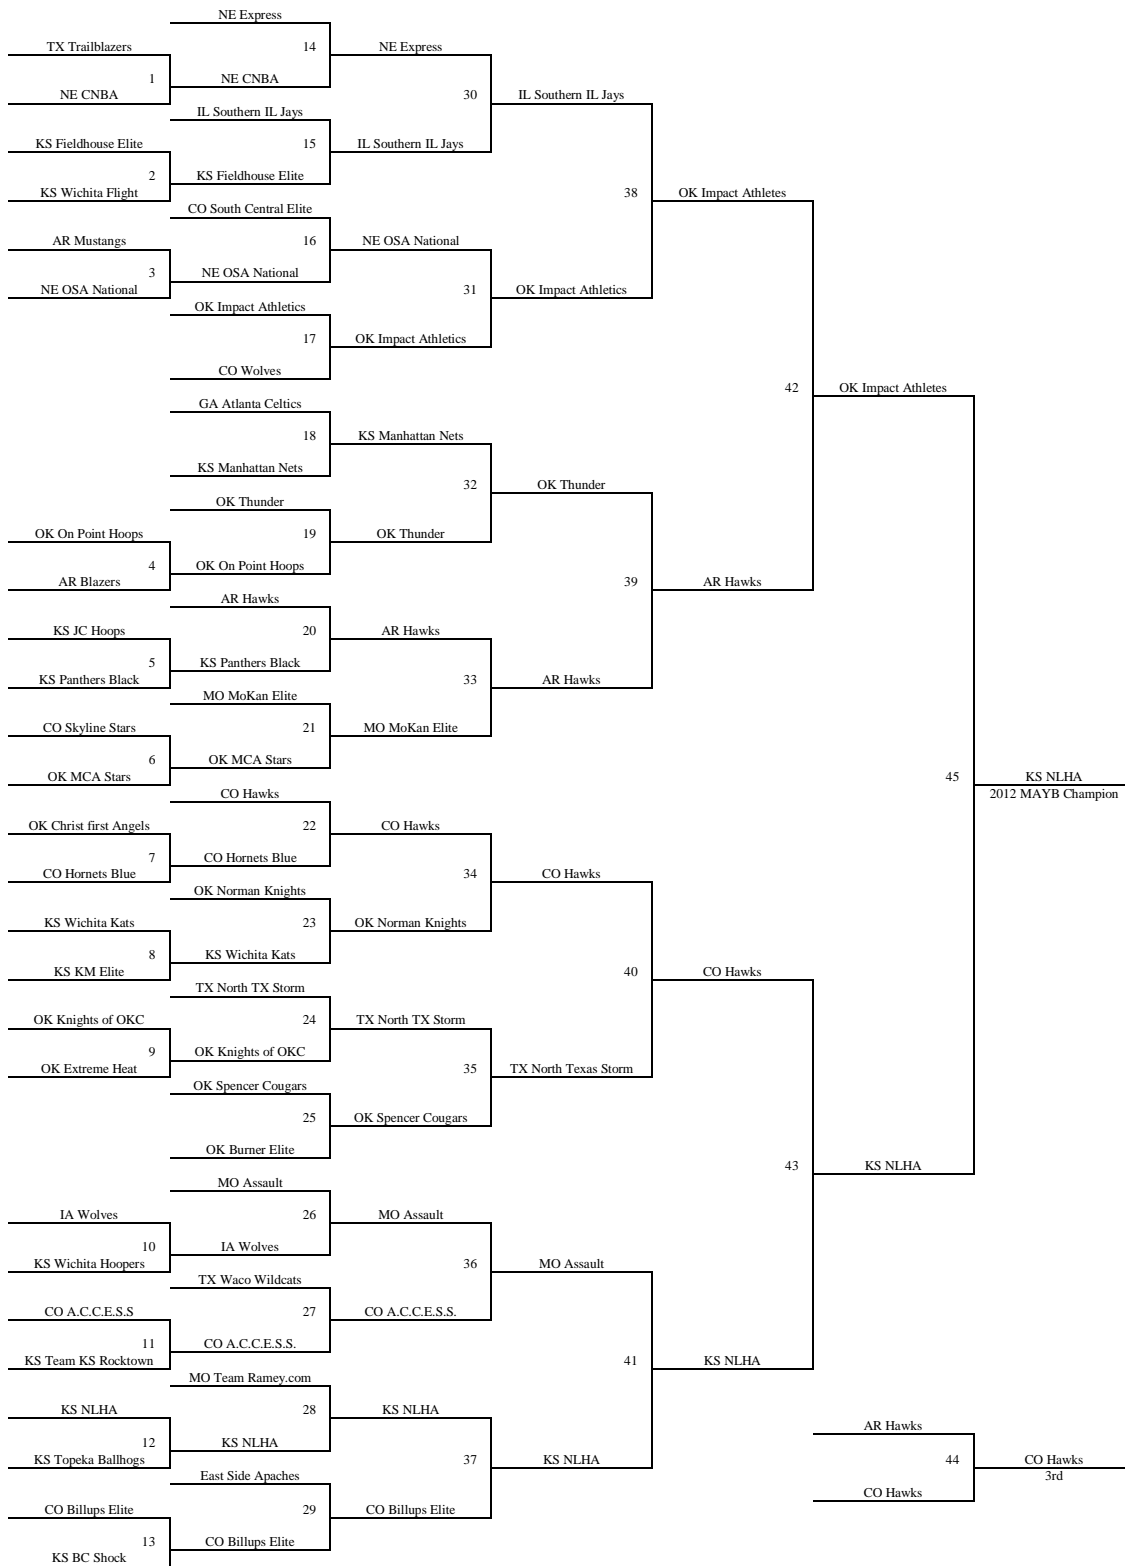 NE Express
TX Trailblazers
14
NE Express
1
NE CNBA
NE CNBA
30
IL Southern IL Jays
IL Southern IL Jays
KS Fieldhouse Elite
15
IL Southern IL Jays
2
KS Fieldhouse Elite
KS Wichita Flight
38
OK Impact Athletes
CO South Central Elite
AR Mustangs
16
NE OSA National
3
NE OSA National
NE OSA National
31
OK Impact Athletics
OK Impact Athletics
17
OK Impact Athletics
CO Wolves
42
OK Impact Athletes
GA Atlanta Celtics
18
KS Manhattan Nets
KS Manhattan Nets
32
OK Thunder
OK Thunder
OK On Point Hoops
19
OK Thunder
4
OK On Point Hoops
AR Blazers
39
AR Hawks
AR Hawks
KS JC Hoops
20
AR Hawks
5
KS Panthers Black
KS Panthers Black
33
AR Hawks
MO MoKan Elite
CO Skyline Stars
21
MO MoKan Elite
6
OK MCA Stars
OK MCA Stars
45
KS NLHA
2012 MAYB Champion
CO Hawks
OK Christ first Angels
22
CO Hawks
7
CO Hornets Blue
CO Hornets Blue
34
CO Hawks
OK Norman Knights
KS Wichita Kats
23
OK Norman Knights
8
KS Wichita Kats
KS KM Elite
40
CO Hawks
TX North TX Storm
OK Knights of OKC
24
TX North TX Storm
9
OK Knights of OKC
OK Extreme Heat
35
TX North Texas Storm
OK Spencer Cougars
25
OK Spencer Cougars
OK Burner Elite
43
KS NLHA
MO Assault
IA Wolves
26
MO Assault
10
IA Wolves
KS Wichita Hoopers
36
MO Assault
TX Waco Wildcats
CO A.C.C.E.S.S
27
CO A.C.C.E.S.S.
11
CO A.C.C.E.S.S.
KS Team KS Rocktown
41
KS NLHA
MO Team Ramey.com
KS NLHA
28
KS NLHA
12
KS NLHA
KS Topeka Ballhogs
37
KS NLHA
East Side Apaches
CO Billups Elite
29
CO Billups Elite
13
CO Billups Elite
KS BC Shock
AR Hawks
44
CO Hawks
3rd
CO Hawks